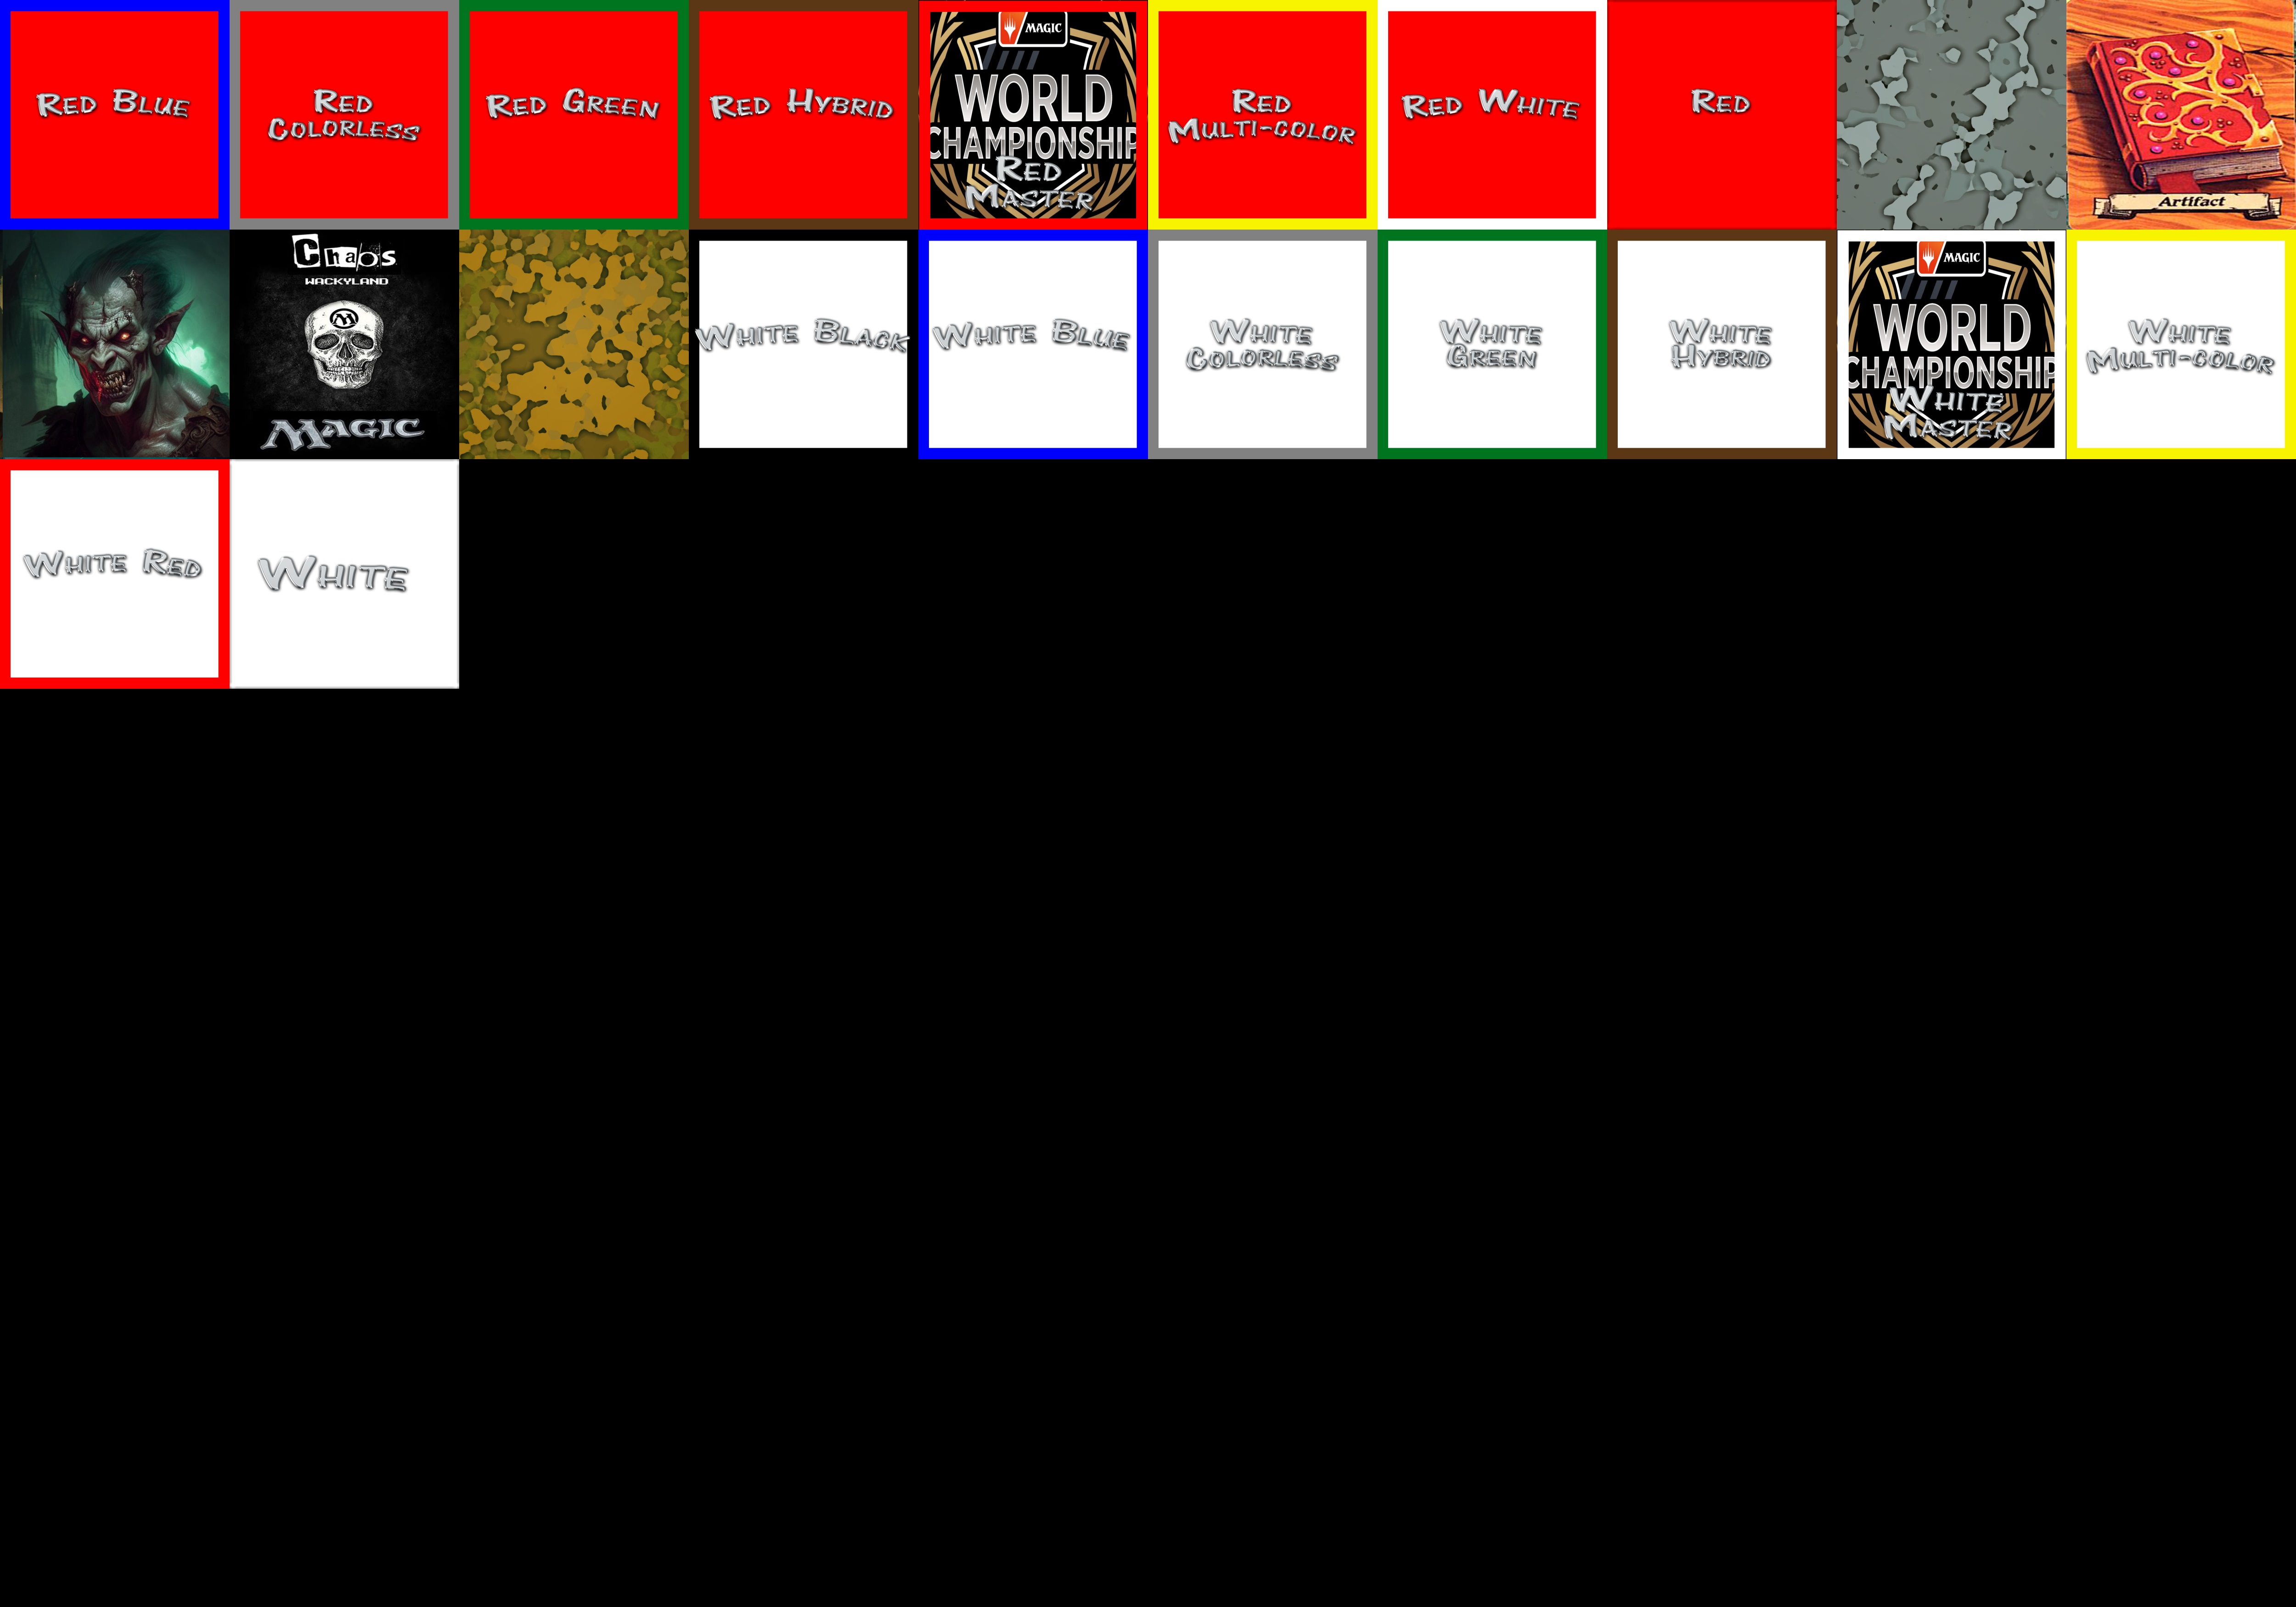 Red Blue
Red
Colorless
Red Green
Red Hybrid
MAGIC
WORLD
CHAMPIONSHIP
Red
Master
Red
Multi-color
Red White
Red
Artifact
Chaos
WACKYLAND
M
MAGIC
White Black
White Blue
White
Colorless
White
Green
White
Hybrid
MAGIC
WORLD
CHAMPIONSHIP
White
Master
White
Multi-color
White Red
White